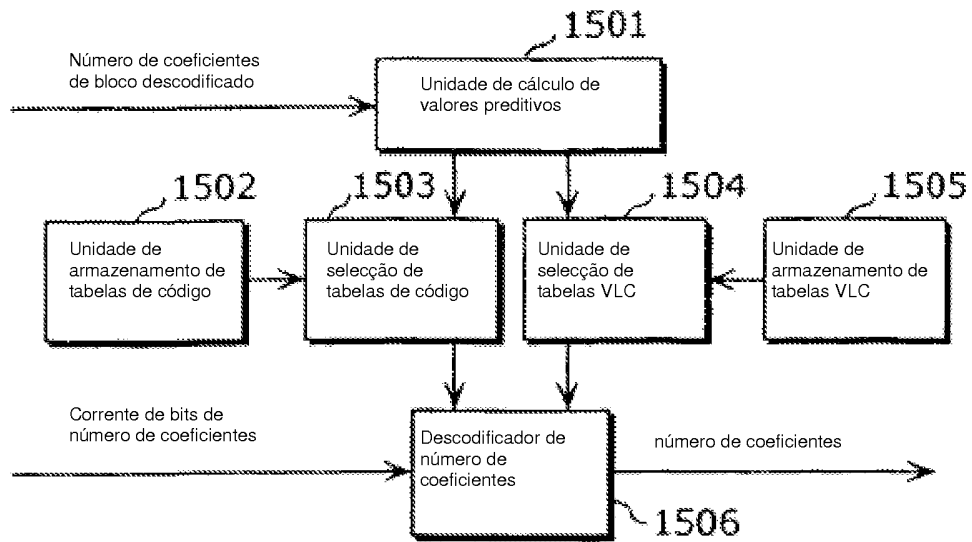 1501
Número de coeficientes
de bloco descodificado
Unidade de cálculo de
valores preditivos
1502
1503
1504
1505
Unidade de
armazenamento de
tabelas de código
Unidade de
selecção de
tabelas de código
Unidade de
selecção de
tabelas VLC
Unidade de
armazenamento de
tabelas VLC
Corrente de bits de
número de coeficientes
Descodificador de
número de
coeficientes
número de coeficientes
1506